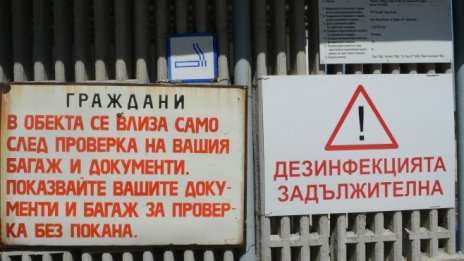 ГРАЖДАНИ
В ОБЕКТА СЕ ВЛИЗА САМО
СЛЕД ПРОВЕРКА НА ВАШИЯ
БАГАЖ И ДОКУМЕНТИ.
ПОКАЗВАЙТЕ ВАШИТЕ ДОКУ-
МЕНТИ И БАГАЖ ЗА ПРОВЕР-
КА БЕЗ ПОКАНА.
ДЕЗИНФЕКЦИЯТА
ЗАДЪЛЖИТЕЛНА